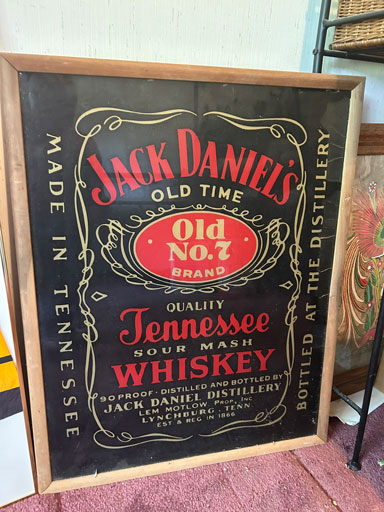 JACK DANIEL'S
OLD TIME
Old
No.7
BRAND
QUALITY
Tennessee
SOUR MASH
WHISKEY
90 PROOF · DISTILLED AND BOTTLED BY
JACK DANIEL DISTILLERY
LEM MOTLOW, PROP., INC.
LYNCHBURG, TENN
EST & REG IN 1866
MADE IN TENNESSEE
BOTTLED AT THE DISTILLERY